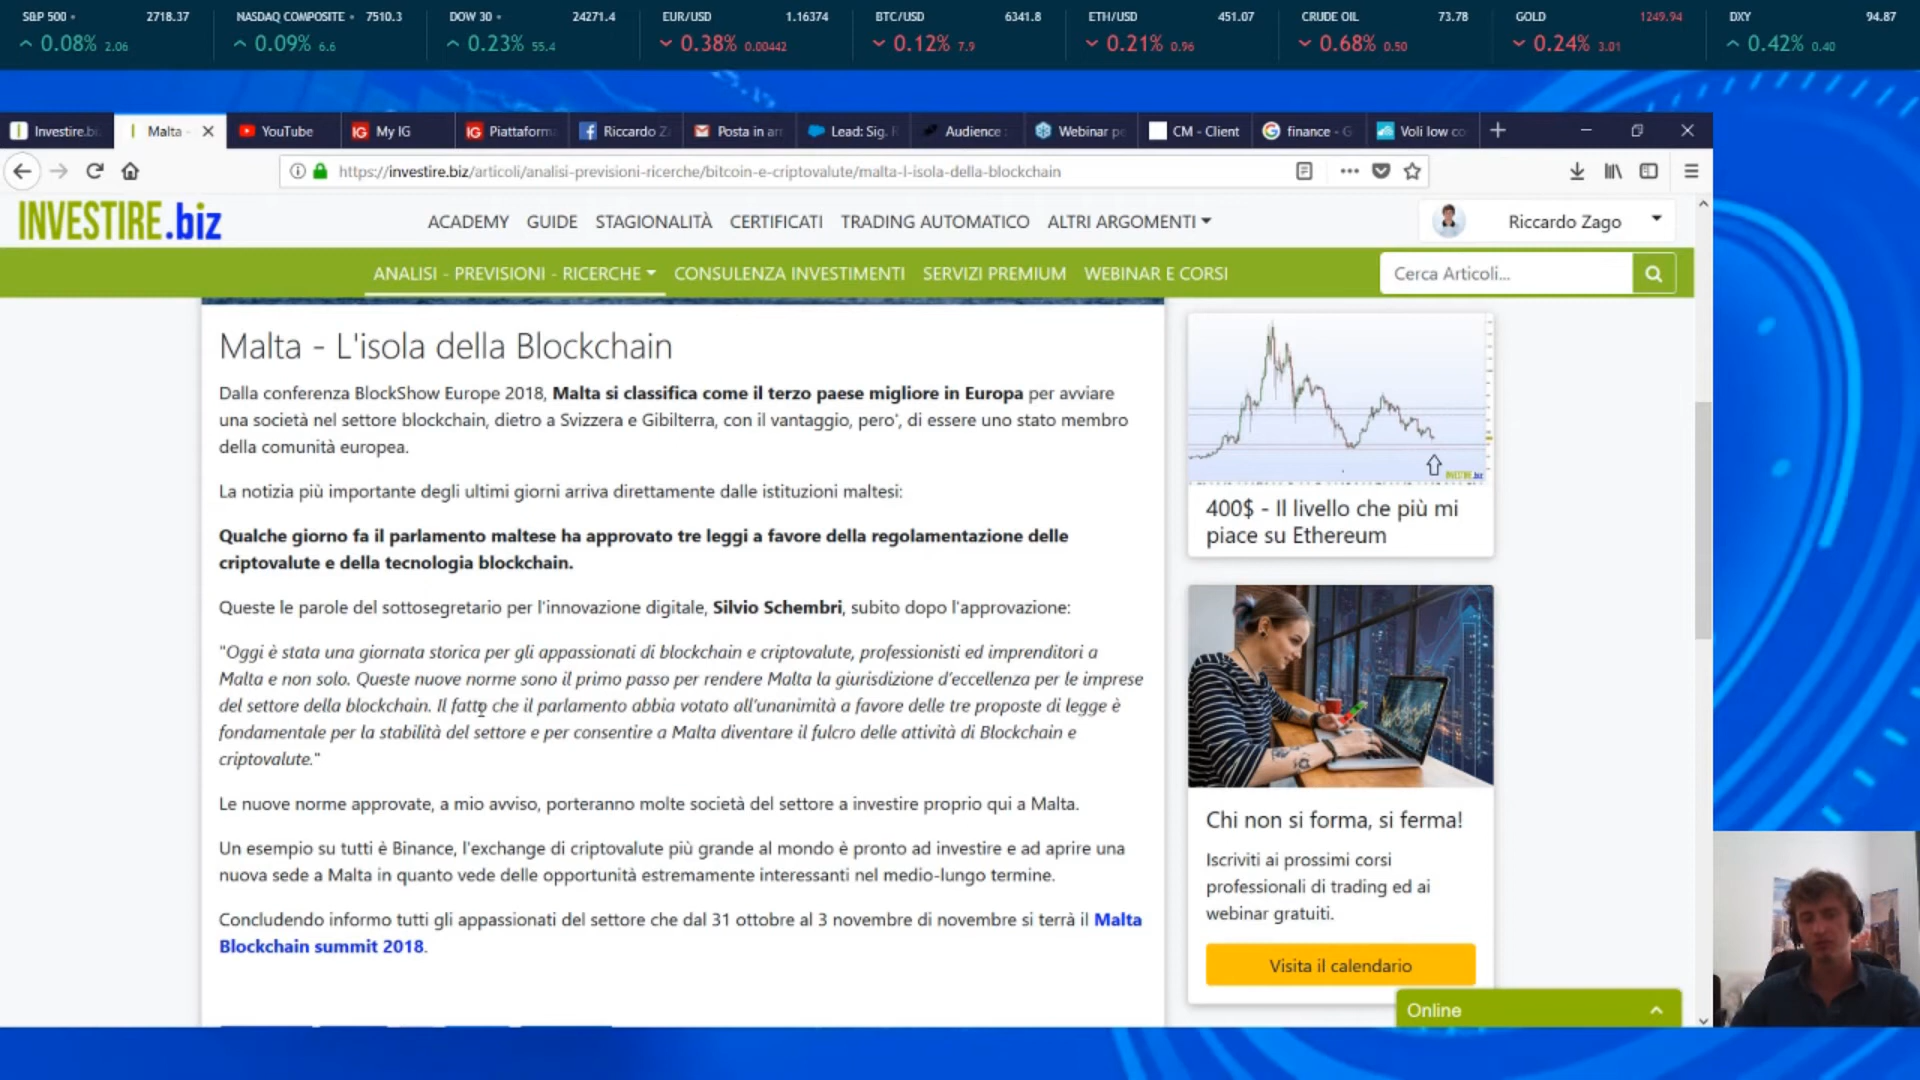 S&P 500 2718.37
0.08% 2.06
NASDAQ COMPOSITE 7510.3
0.09% 6.6
DOW 30 24271.4
0.23% 55.4
EUR/USD 1.16374
0.38% 0.00442
BTC/USD 6341.8
0.12% 7.9
ETH/USD 451.07
0.21% 0.96
CRUDE OIL 73.78
0.68% 0.50
GOLD 1249.94
0.24% 3.01
DXY 94.87
0.42% 0.40
Investire.bi Malta - YouTube My IG Piattaform Riccardo Z Posta in arr Lead: Sig. R Audience Webinar pe CM - Client finance - G Voli low co
https://investire.biz/articoli/analisi-previsioni-ricerche/bitcoin-e-criptovalute/malta-l-isola-della-blockchain
INVESTIRE.biz
ACADEMY GUIDE STAGIONALITÀ CERTIFICATI TRADING AUTOMATICO ALTRI ARGOMENTI
Riccardo Zago
ANALISI - PREVISIONI - RICERCHE CONSULENZA INVESTIMENTI SERVIZI PREMIUM WEBINAR E CORSI
Cerca Articoli...
Malta - L'isola della Blockchain
Dalla conferenza BlockShow Europe 2018, Malta si classifica come il terzo paese migliore in Europa per avviare
una società nel settore blockchain, dietro a Svizzera e Gibilterra, con il vantaggio, pero', di essere uno stato membro
della comunità europea.
La notizia più importante degli ultimi giorni arriva direttamente dalle istituzioni maltesi:
Qualche giorno fa il parlamento maltese ha approvato tre leggi a favore della regolamentazione delle
criptovalute e della tecnologia blockchain.
Queste le parole del sottosegretario per l'innovazione digitale, Silvio Schembri, subito dopo l'approvazione:
"Oggi è stata una giornata storica per gli appassionati di blockchain e criptovalute, professionisti ed imprenditori a
Malta e non solo. Queste nuove norme sono il primo passo per rendere Malta la giurisdizione d'eccellenza per le imprese
del settore della blockchain. Il fatto che il parlamento abbia votato all'unanimità a favore delle tre proposte di legge è
fondamentale per la stabilità del settore e per consentire a Malta diventare il fulcro delle attività di Blockchain e
criptovalute."
Le nuove norme approvate, a mio avviso, porteranno molte società del settore a investire proprio qui a Malta.
Un esempio su tutti è Binance, l'exchange di criptovalute più grande al mondo è pronto ad investire e ad aprire una
nuova sede a Malta in quanto vede delle opportunità estremamente interessanti nel medio-lungo termine.
Concludendo informo tutti gli appassionati del settore che dal 31 ottobre al 3 novembre di novembre si terrà il Malta
Blockchain summit 2018.
INVESTIRE.biz
400$ - Il livello che più mi
piace su Ethereum
Chi non si forma, si ferma!
Iscriviti ai prossimi corsi
professionali di trading ed ai
webinar gratuiti.
Visita il calendario
Online